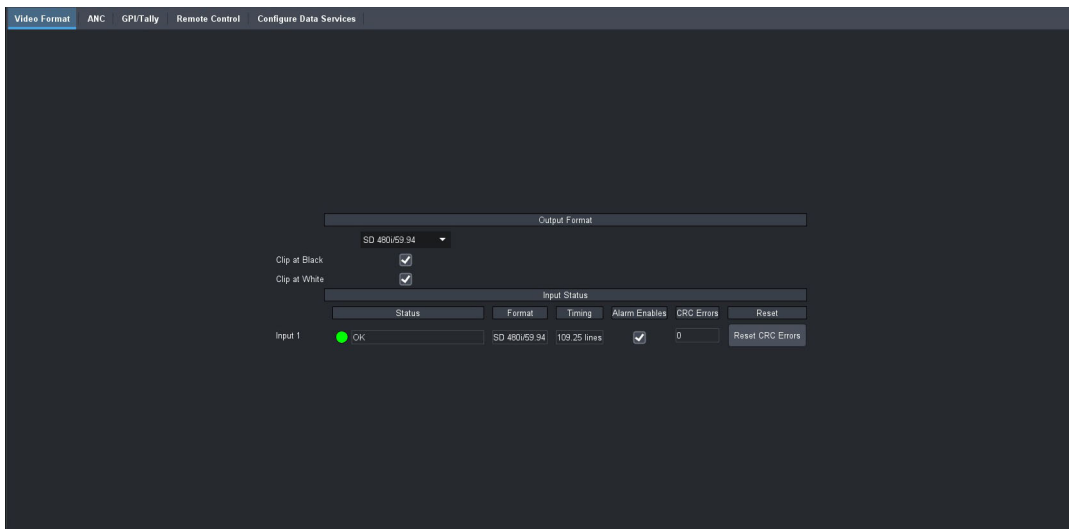 Video Format ANC GPI/Tally Remote Control Configure Data Services
Output Format
SD 480i/59.94
Clip at Black
Clip at White
Input Status
Status Format Timing Alarm Enables CRC Errors Reset
Input 1 OK SD 480i/59.94 109.25 lines 0 Reset CRC Errors